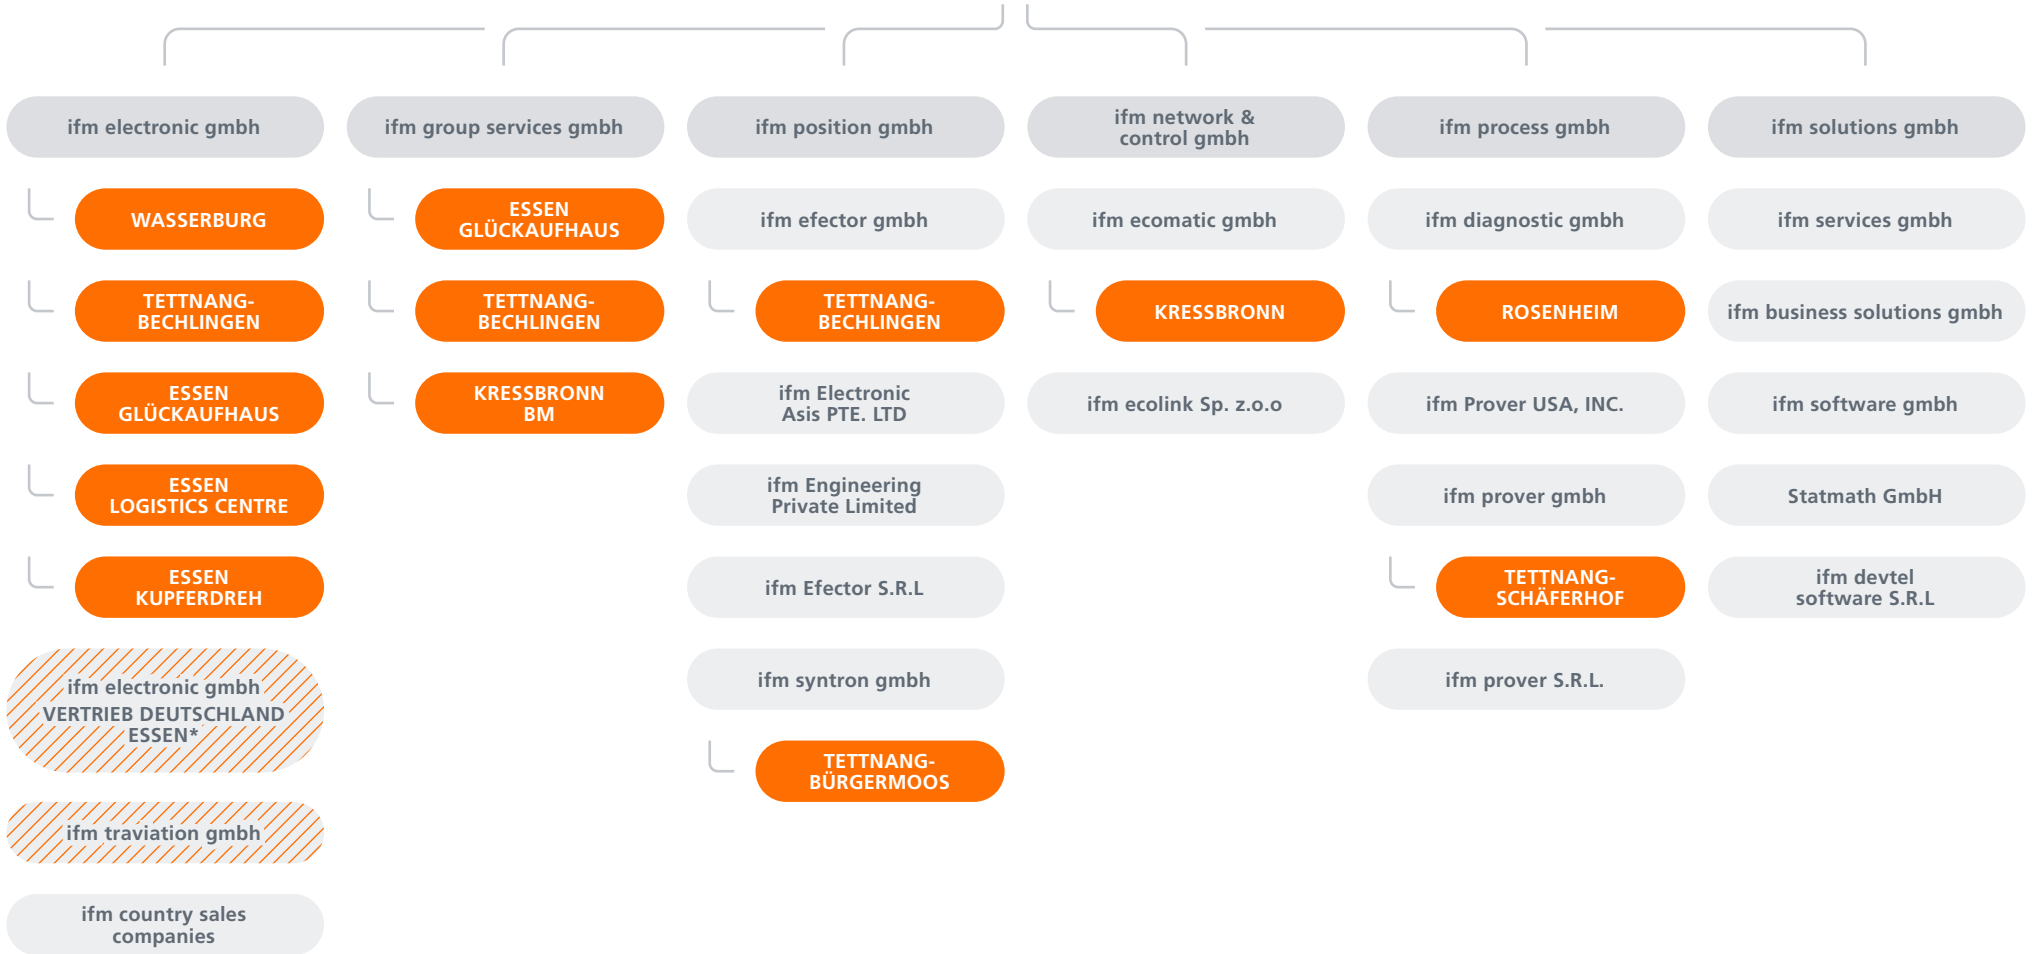 ifm electronic gmbh
WASSERBURG
TETTNANG-
BECHLINGEN
ESSEN
GLÜCKAUFHAUS
ESSEN
LOGISTICS CENTRE
ESSEN
KUPFERDREH
ifm electronic gmbh
VERTRIEB DEUTSCHLAND
ESSEN*
ifm traviation gmbh
ifm country sales
companies
ifm group services gmbh
ESSEN
GLÜCKAUFHAUS
TETTNANG-
BECHLINGEN
KRESSBRONN
BM
ifm position gmbh
ifm efector gmbh
TETTNANG-
BECHLINGEN
ifm Electronic
Asis PTE. LTD
ifm Engineering
Private Limited
ifm Efector S.R.L
ifm syntron gmbh
TETTNANG-
BÜRGERMOOS
ifm network &
control gmbh
ifm ecomatic gmbh
KRESSBRONN
ifm ecolink Sp. z.o.o
ifm process gmbh
ifm diagnostic gmbh
ROSENHEIM
ifm Prover USA, INC.
ifm prover gmbh
TETTNANG-
SCHÄFERHOF
ifm prover S.R.L.
ifm solutions gmbh
ifm services gmbh
ifm business solutions gmbh
ifm software gmbh
Statmath GmbH
ifm devtel
software S.R.L